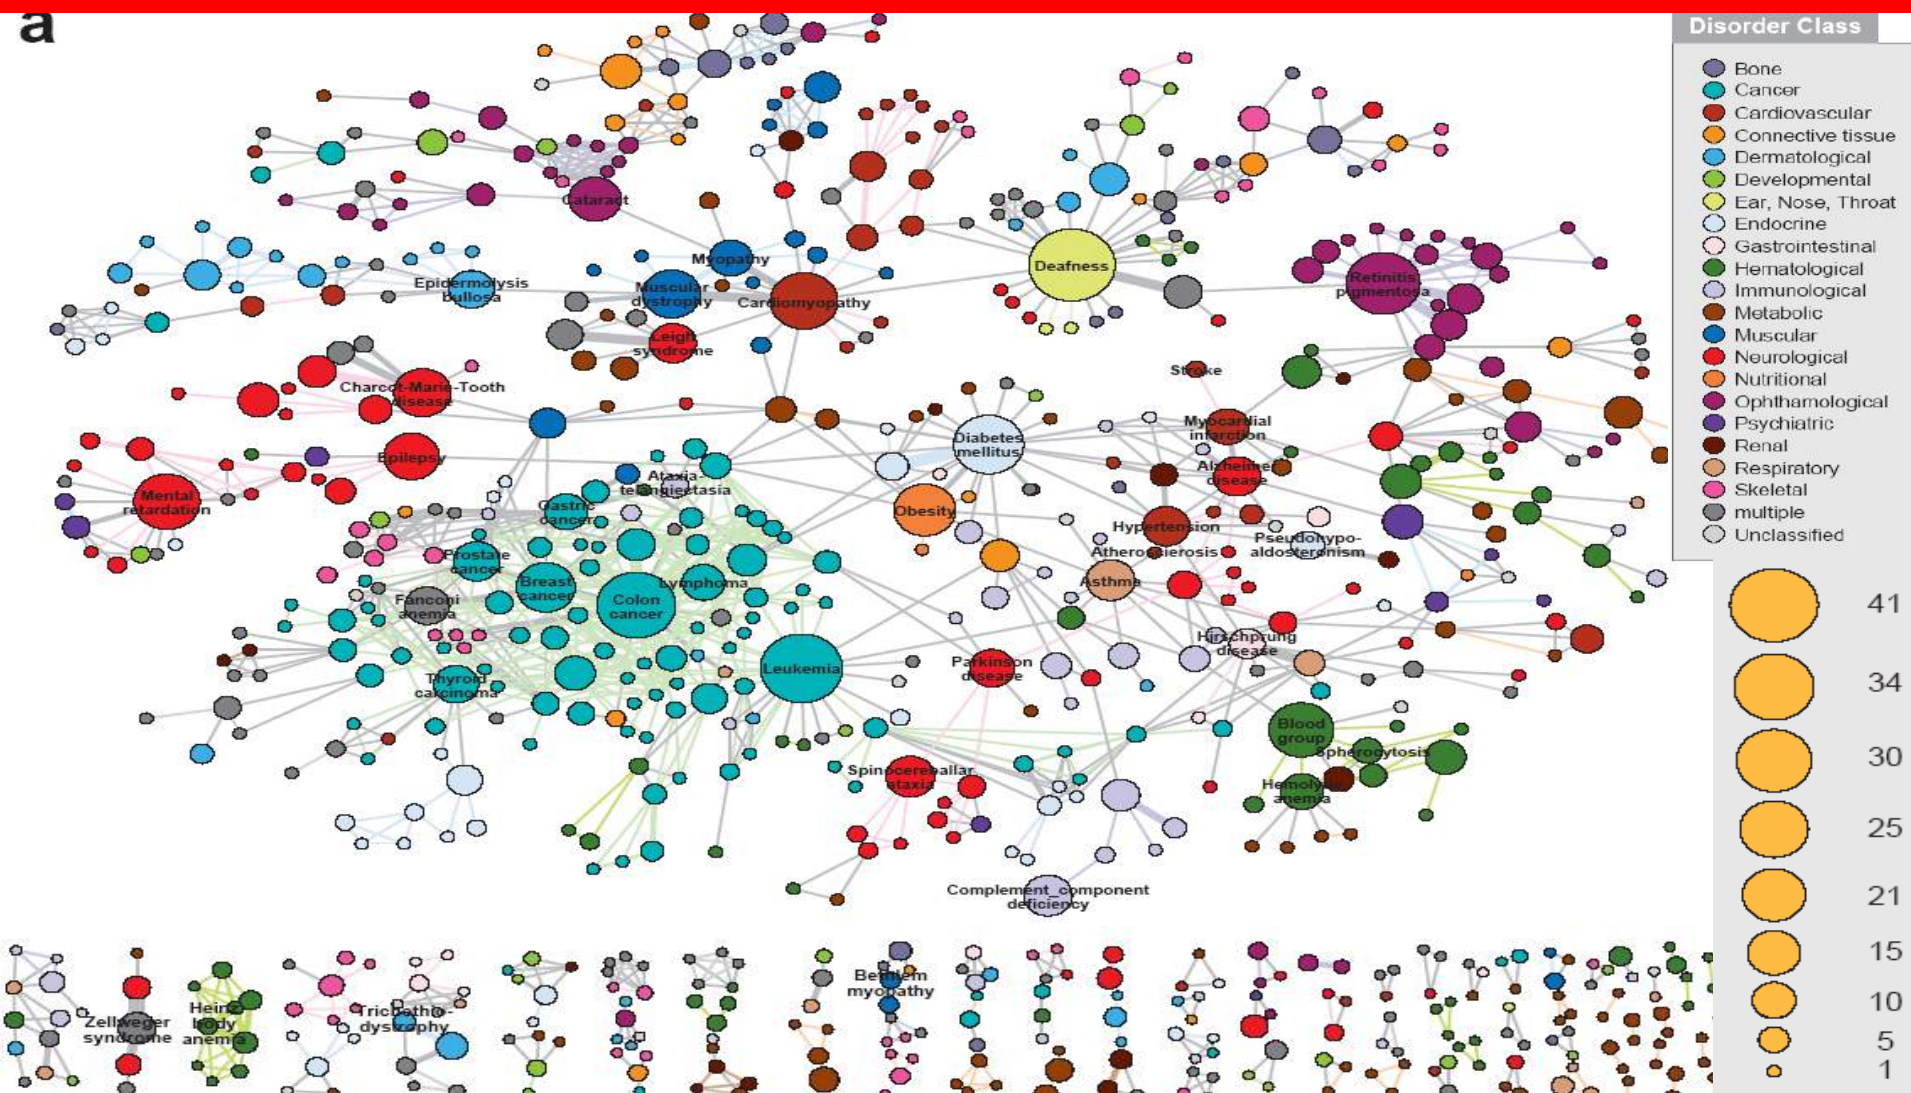 a
Disorder Class
Bone
Cancer
Cardiovascular
Connective tissue
Dermatological
Developmental
Ear, Nose, Throat
Endocrine
Gastrointestinal
Hematological
Immunological
Metabolic
Muscular
Neurological
Nutritional
Ophthamological
Psychiatric
Renal
Respiratory
Skeletal
multiple
Unclassified
41
34
30
25
21
15
10
5
1
Cataract
Myopathy
Epidermolysis
bullosa
Muscular
dystrophy
Cardiomyopathy
Deafness
Retinitis
pigmentosa
Leigh
syndrome
Charcot-Marie-Tooth
disease
Stroke
Myocardial
infarction
Diabetes
mellitus
Epilepsy
Alzheimer
disease
Mental
retardation
Ataxia-
telangiectasia
Gastric
cancer
Obesity
Hypertension
Pseudohypo-
aldosteronism
Atherosclerosis
Prostate
cancer
Breast
cancer
Lymphoma
Asthma
Colon
cancer
Fanconi
anemia
Hirschprung
disease
Leukemia
Parkinson
disease
Thyroid
carcinoma
Blood
group
Spherocytosis
Spinocereballar
ataxia
Hemolytic
anemia
Complement_component
deficiency
Bethlem
myopathy
Zellweger
syndrome
Heinz
body
anemia
Trichothio-
dystrophy